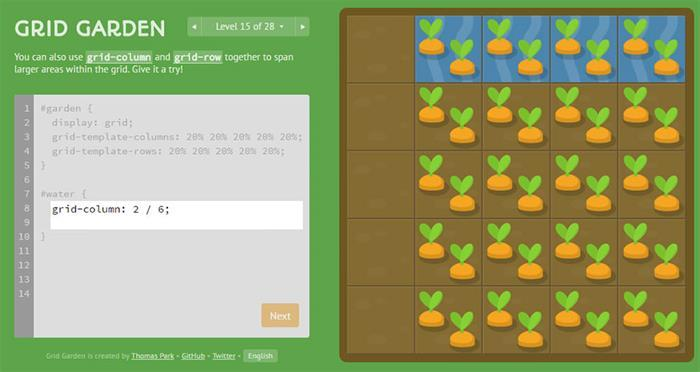 GRID GARDEN
◄ Level 15 of 28 ▾ ►
You can also use grid-column and grid-row together to span
larger areas within the grid. Give it a try!
1 #garden {
2 display: grid;
3 grid-template-columns: 20% 20% 20% 20% 20%;
4 grid-template-rows: 20% 20% 20% 20% 20%;
5 }
6
7 #water {
8 grid-column: 2 / 6;
9
10 }
11
12
13
14
Next
Grid Garden is created by Thomas Park • GitHub • Twitter • English